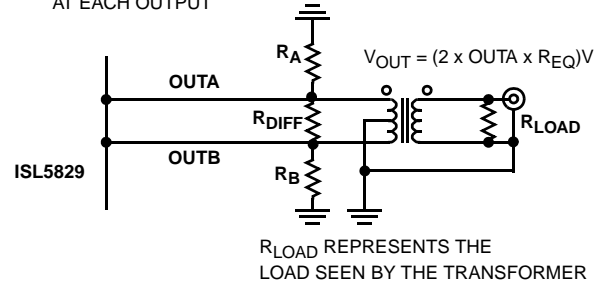 AT EACH OUTPUT
R_A
V_OUT = (2 x OUTA x R_EQ)V
OUTA
R_DIFF
R_LOAD
OUTB
ISL5829
R_B
R_LOAD REPRESENTS THE
LOAD SEEN BY THE TRANSFORMER